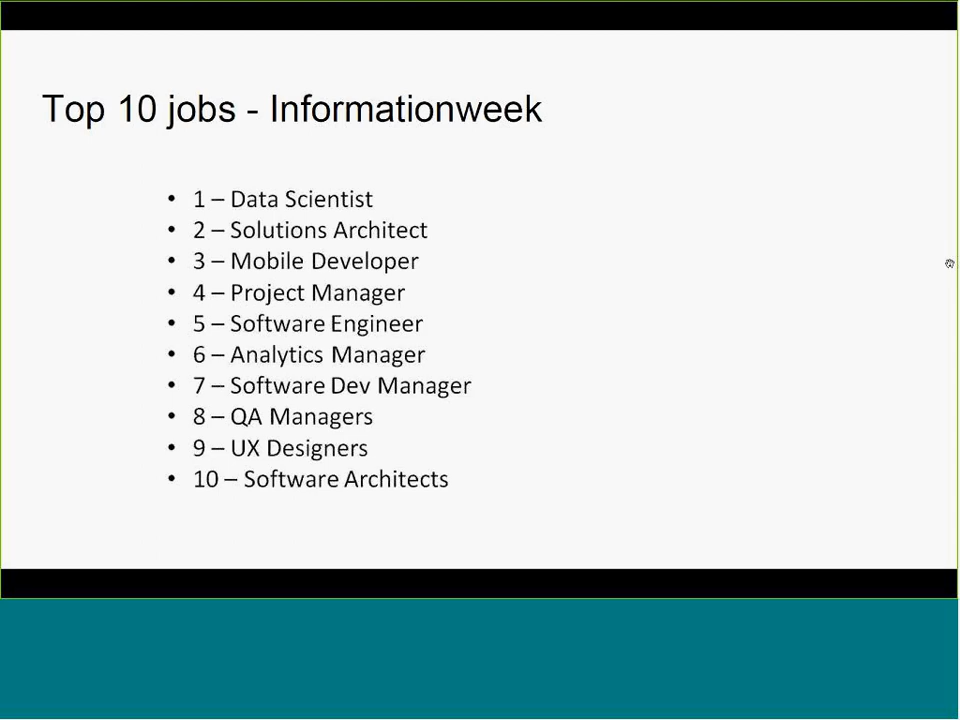 Top 10 jobs - Informationweek
• 1 – Data Scientist
• 2 – Solutions Architect
• 3 – Mobile Developer
• 4 – Project Manager
• 5 – Software Engineer
• 6 – Analytics Manager
• 7 – Software Dev Manager
• 8 – QA Managers
• 9 – UX Designers
• 10 – Software Architects